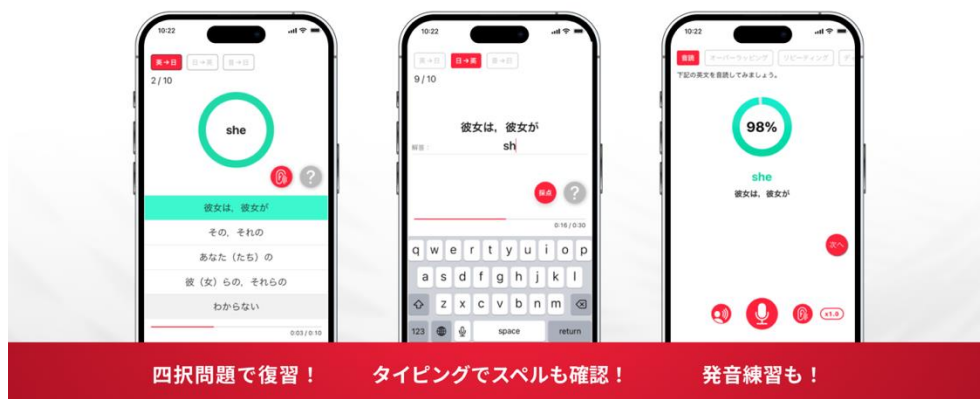 10:22
英→日 日→英 音→日
2 / 10
she
?
彼女は，彼女が
その，それの
あなた（たち）の
彼（女）らの，それらの
わからない
0:03 / 0:10
四択問題で復習！
10:22
英→日 日→英 音→日
9 / 10
彼女は，彼女が
解答： sh
採点 ?
0:16 / 0:30
q w e r t y u i o p
a s d f g h j k l
z x c v b n m
123 space return
タイピングでスペルも確認！
10:22
音読 オーバーラッピング リピーティング ディ
下記の英文を音読してみましょう。
98%
she
彼女は，彼女が
次へ
x1.0
発音練習も！